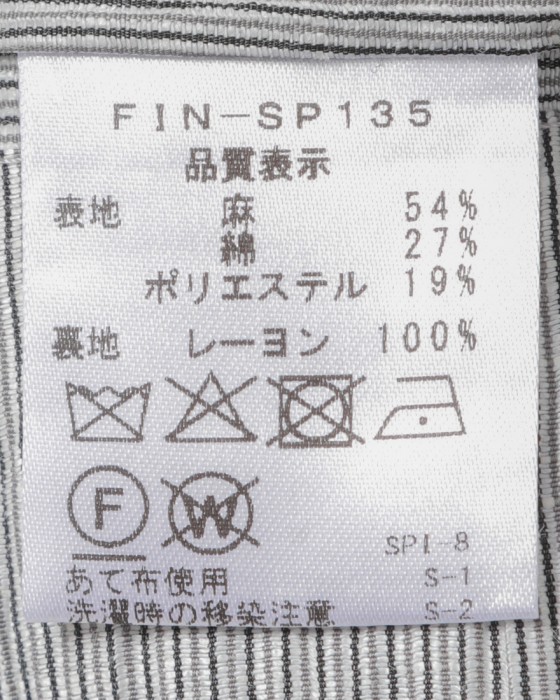 FIN-SP135
品質表示
表地 麻 54%
綿 27%
ポリエステル 19%
裏地 レーヨン 100%
F W
SPI-8
あて布使用 S-1
洗濯時の移染注意 S-2